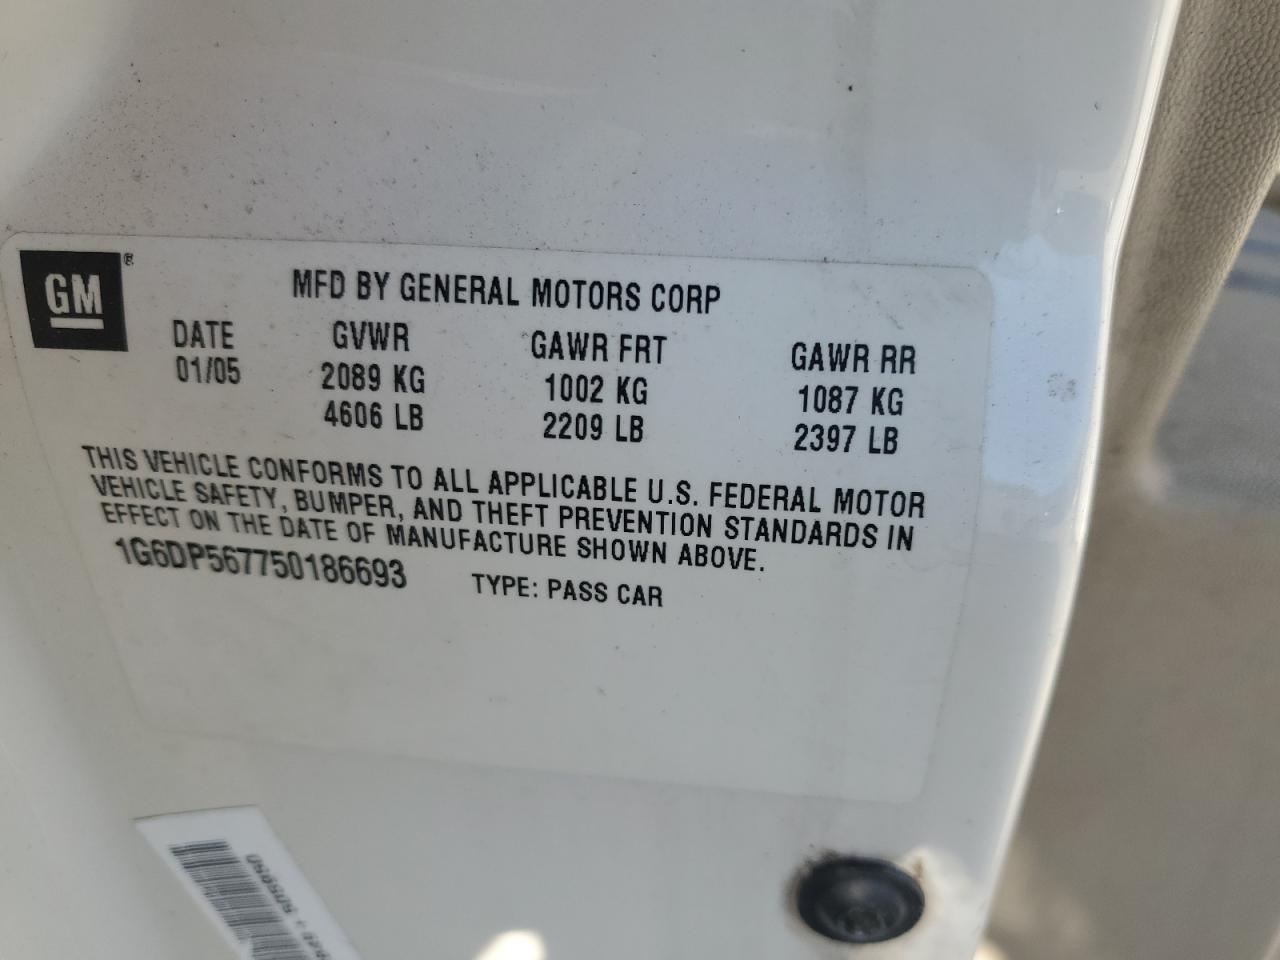 GM®
MFD BY GENERAL MOTORS CORP
DATE GVWR GAWR FRT GAWR RR
01/05 2089 KG 1002 KG 1087 KG
4606 LB 2209 LB 2397 LB
THIS VEHICLE CONFORMS TO ALL APPLICABLE U.S. FEDERAL MOTOR
VEHICLE SAFETY, BUMPER, AND THEFT PREVENTION STANDARDS IN
EFFECT ON THE DATE OF MANUFACTURE SHOWN ABOVE.
1G6DP567750186693 TYPE: PASS CAR